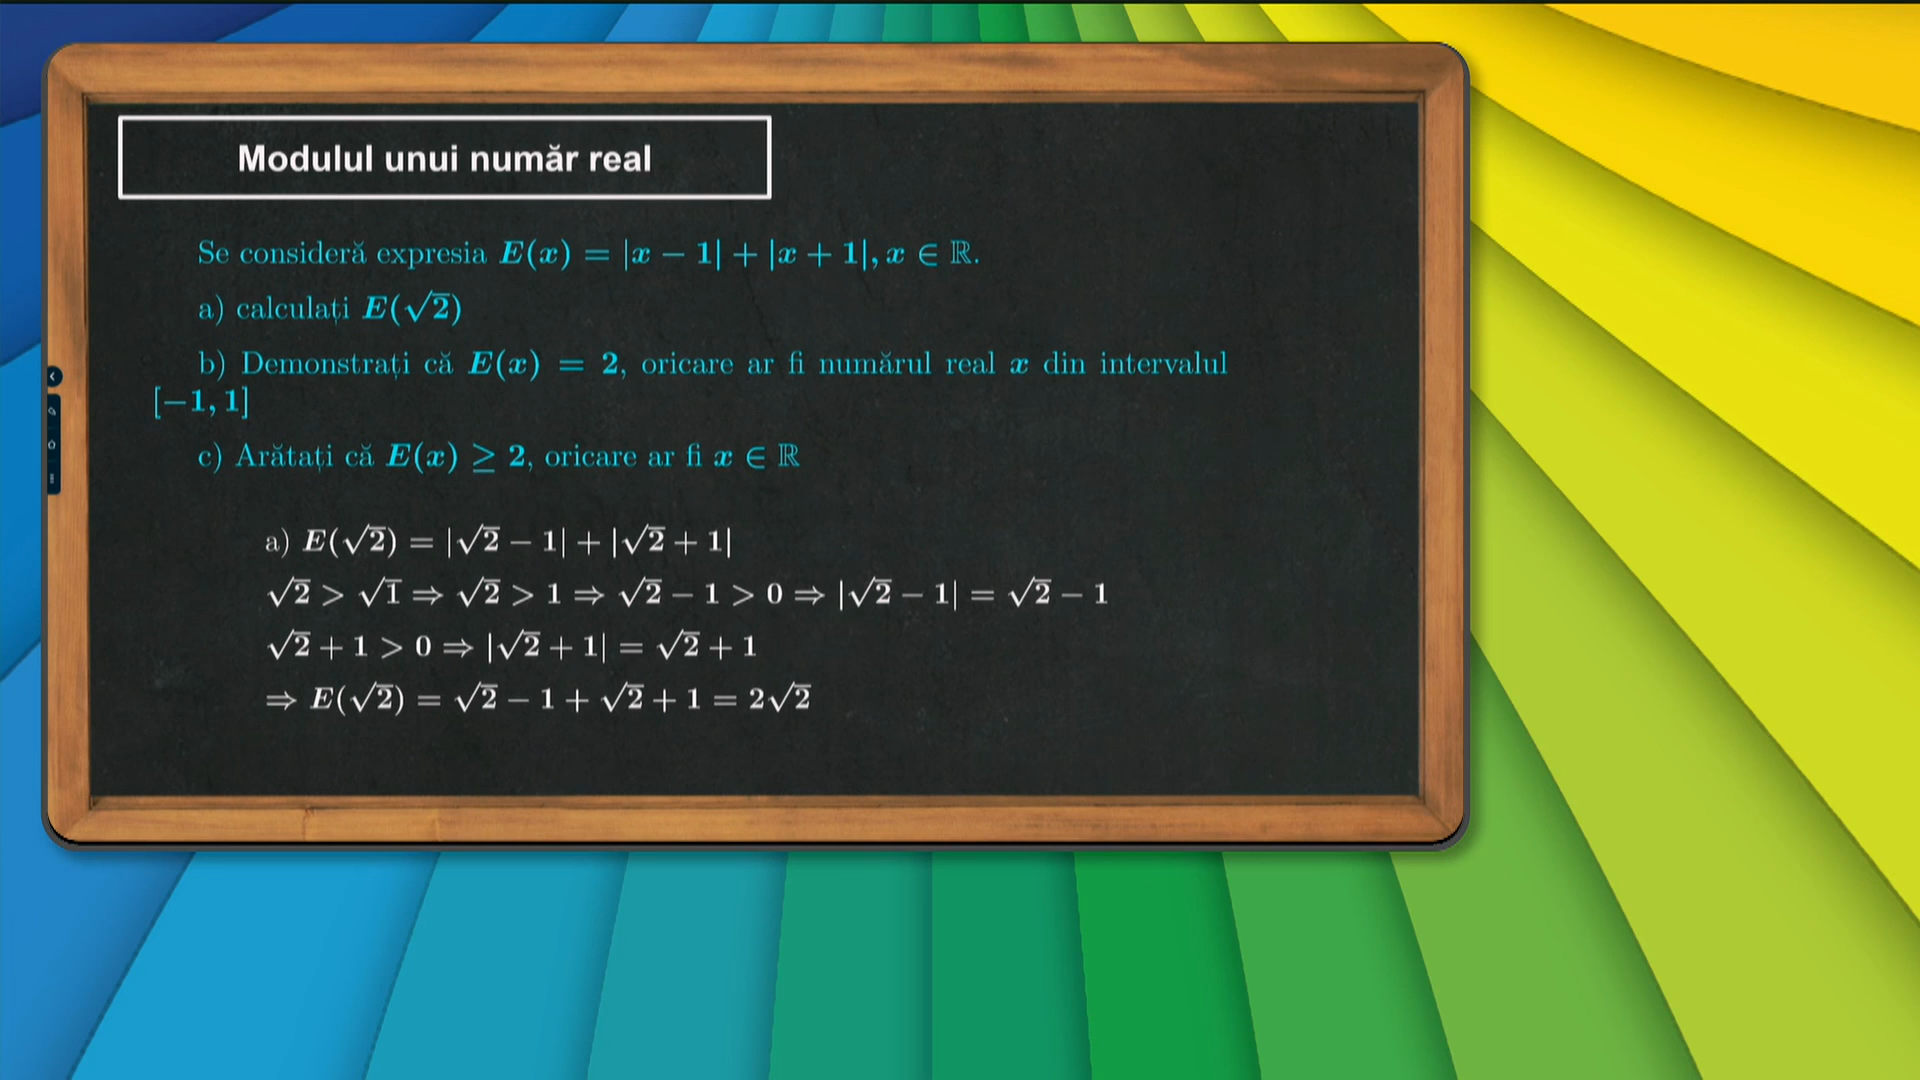 Modulul unui număr real
Se consideră expresia E(x) = |x − 1| + |x + 1|, x ∈ ℝ.
a) calculați E(√2)
b) Demonstrați că E(x) = 2, oricare ar fi numărul real x din intervalul
[−1, 1]
c) Arătați că E(x) ≥ 2, oricare ar fi x ∈ ℝ
a) E(√2) = |√2 − 1| + |√2 + 1|
√2 > √1 ⇒ √2 > 1 ⇒ √2 − 1 > 0 ⇒ |√2 − 1| = √2 − 1
√2 + 1 > 0 ⇒ |√2 + 1| = √2 + 1
⇒ E(√2) = √2 − 1 + √2 + 1 = 2√2